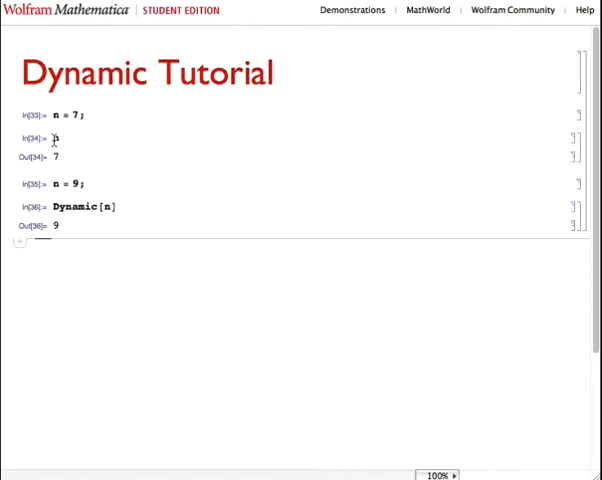 Wolfram Mathematica | STUDENT EDITION Demonstrations | MathWorld | Wolfram Community | Help
Dynamic Tutorial
In[33]:= n = 7;
In[34]:= n
Out[34]= 7
In[35]:= n = 9;
In[36]:= Dynamic[n]
Out[36]= 9
100%